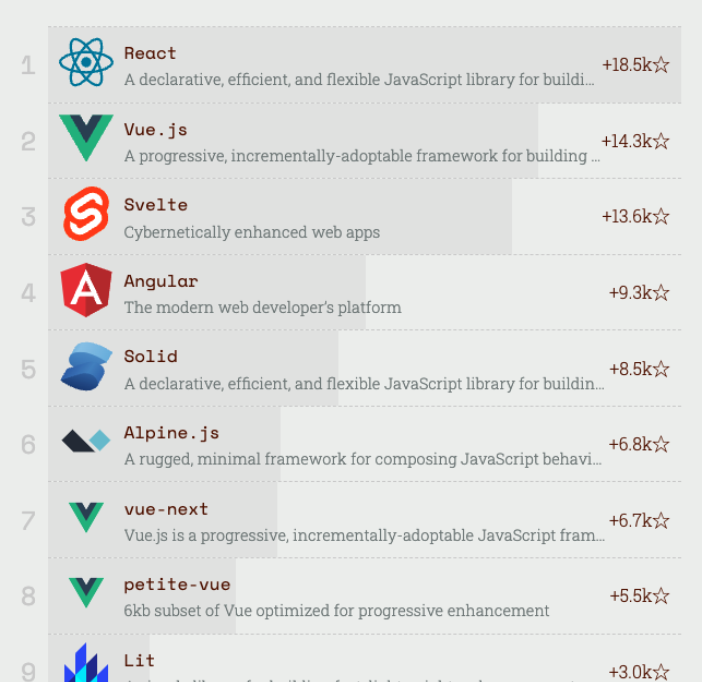 1
React
+18.5k☆
A declarative, efficient, and flexible JavaScript library for buildi...
2
Vue.js
+14.3k☆
A progressive, incrementally-adoptable framework for building ...
3
Svelte
+13.6k☆
Cybernetically enhanced web apps
4
Angular
+9.3k☆
The modern web developer's platform
5
Solid
+8.5k☆
A declarative, efficient, and flexible JavaScript library for buildin...
6
Alpine.js
+6.8k☆
A rugged, minimal framework for composing JavaScript behavi...
7
vue-next
+6.7k☆
Vue.js is a progressive, incrementally-adoptable JavaScript fram...
8
petite-vue
+5.5k☆
6kb subset of Vue optimized for progressive enhancement
9
Lit
+3.0k☆